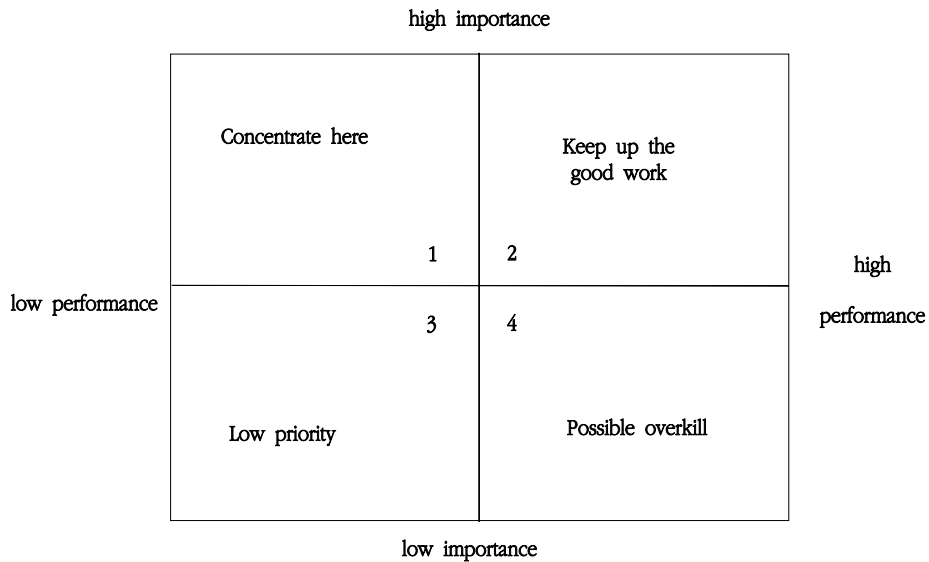 high importance
Concentrate here
Keep up the
good work
1
2
high
performance
low performance
3
4
Low priority
Possible overkill
low importance